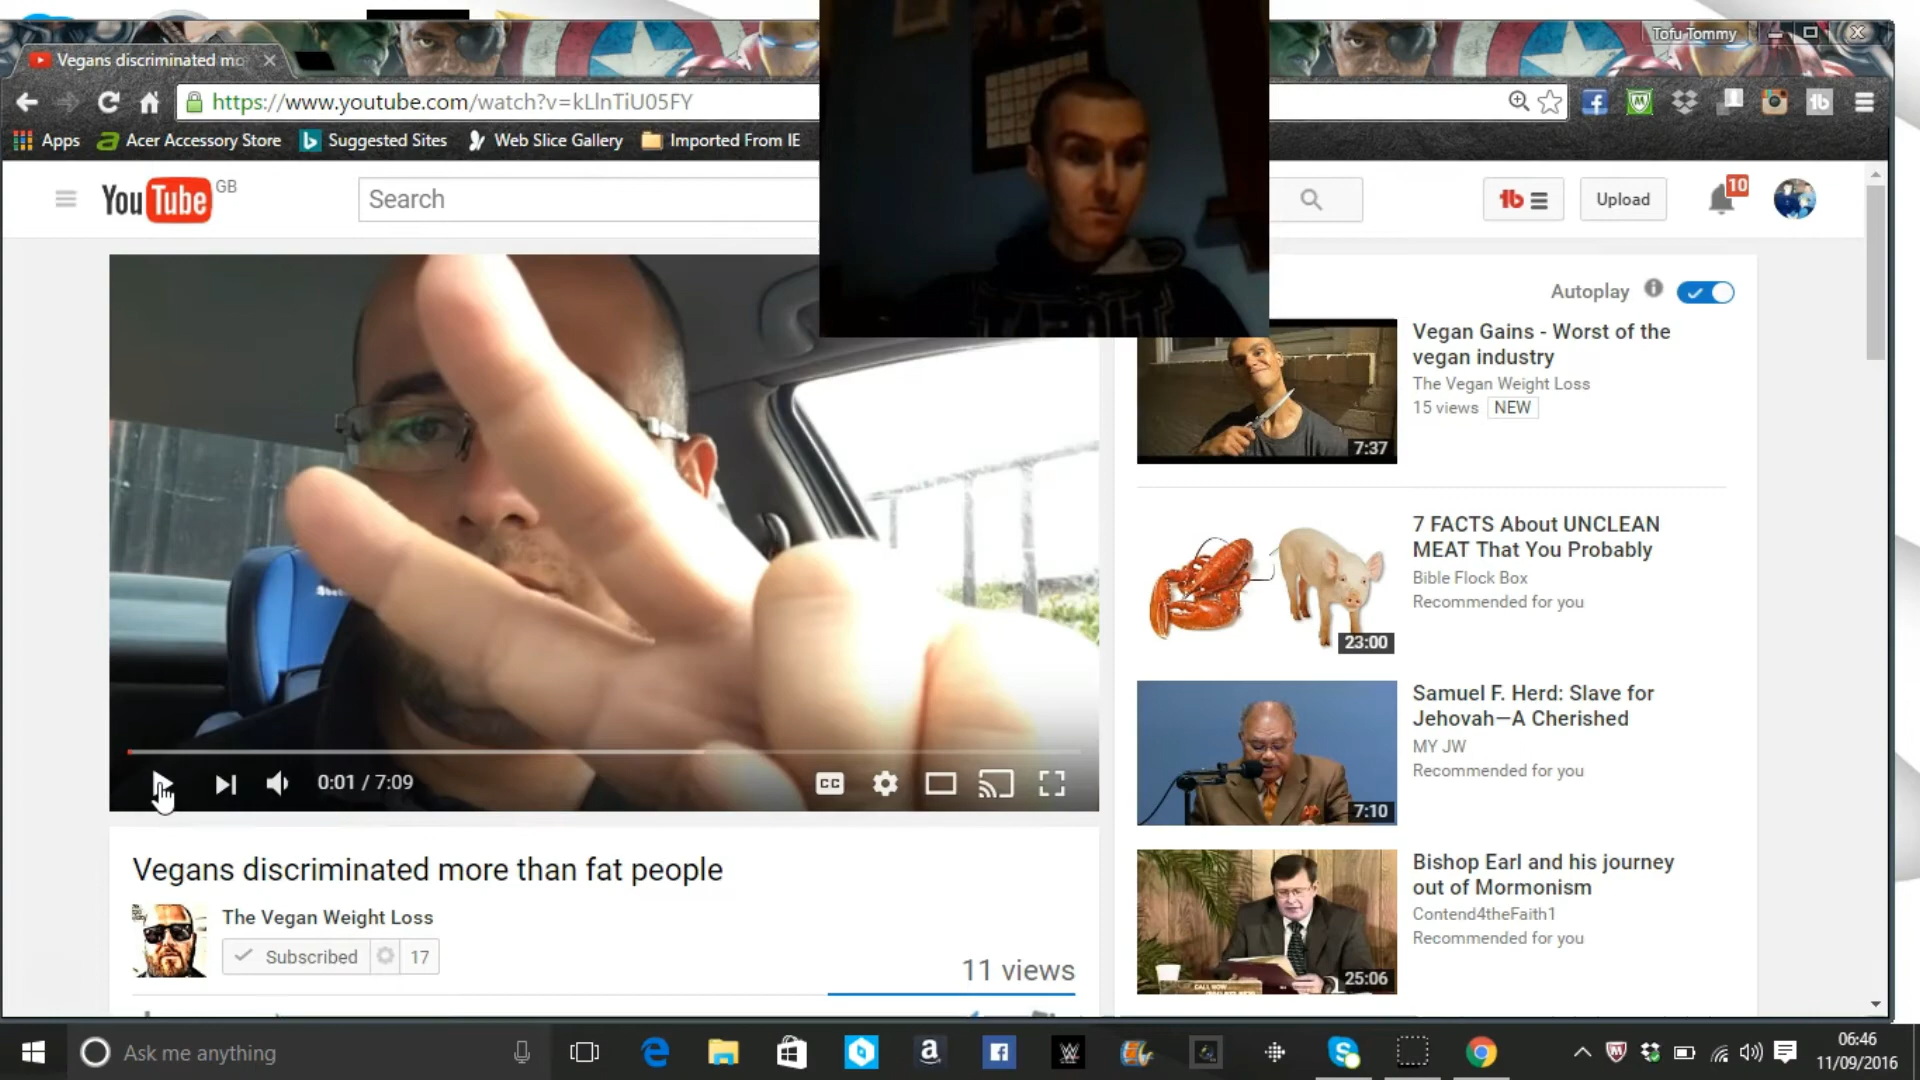 Tofu Tommy
Vegans discriminated mo
https://www.youtube.com/watch?v=kLlnTiU05FY
Apps
Acer Accessory Store
Suggested Sites
Web Slice Gallery
Imported From IE
YouTube GB
Search
Upload
10
Autoplay
Vegan Gains - Worst of the
vegan industry
The Vegan Weight Loss
15 views NEW
7:37
7 FACTS About UNCLEAN
MEAT That You Probably
Bible Flock Box
Recommended for you
23:00
Samuel F. Herd: Slave for
Jehovah—A Cherished
MY JW
Recommended for you
7:10
Bishop Earl and his journey
out of Mormonism
Contend4theFaith1
Recommended for you
25:06
0:01 / 7:09
CC
Vegans discriminated more than fat people
The Vegan Weight Loss
Subscribed 17
11 views
Ask me anything
06:46
11/09/2016